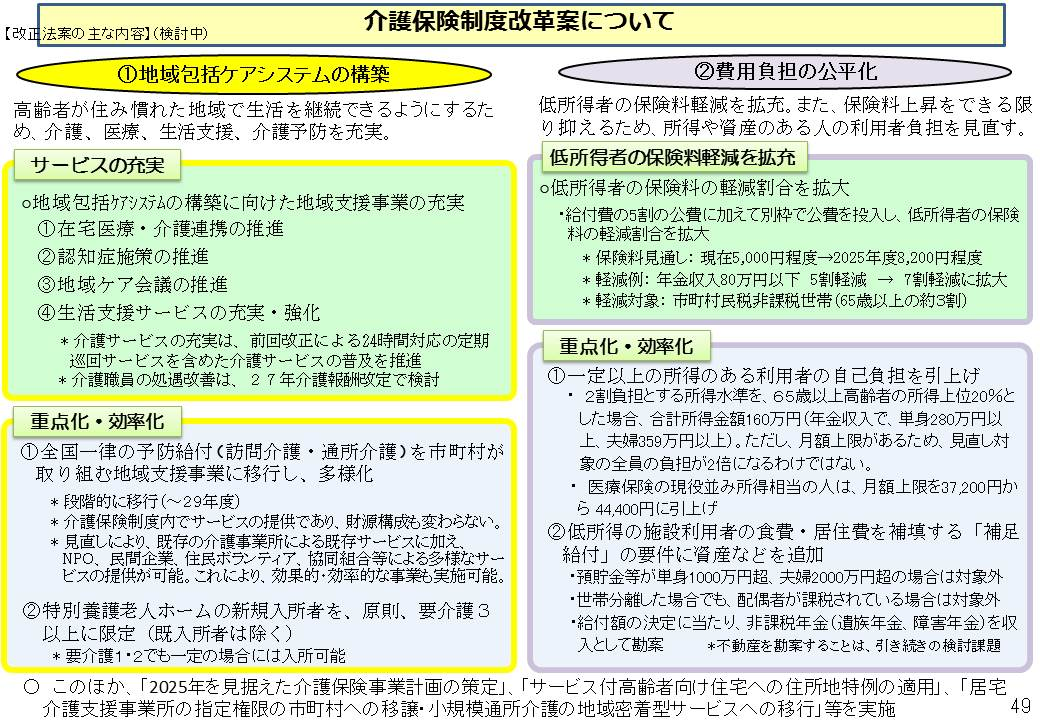 介護保険制度改革案について
【改正法案の主な内容】(検討中)
①地域包括ケアシステムの構築
高齢者が住み慣れた地域で生活を継続できるようにするた
め、介護、医療、生活支援、介護予防を充実。
サービスの充実
○地域包括ｹｱｼｽﾃﾑの構築に向けた地域支援事業の充実
①在宅医療・介護連携の推進
②認知症施策の推進
③地域ケア会議の推進
④生活支援サービスの充実・強化
＊介護サービスの充実は、前回改正による24時間対応の定期
巡回サービスを含めた介護サービスの普及を推進
＊介護職員の処遇改善は、２７年介護報酬改定で検討
重点化・効率化
①全国一律の予防給付(訪問介護・通所介護)を市町村が
取り組む地域支援事業に移行し、多様化
＊段階的に移行(～29年度)
＊介護保険制度内でサービスの提供であり、財源構成も変わらない。
＊見直しにより、既存の介護事業所による既存サービスに加え、
NPO、民間企業、住民ボランティア、協同組合等による多様なサー
ビスの提供が可能。これにより、効果的・効率的な事業も実施可能。
②特別養護老人ホームの新規入所者を、原則、要介護３
以上に限定（既入所者は除く）
＊要介護１・２でも一定の場合には入所可能
②費用負担の公平化
低所得者の保険料軽減を拡充。また、保険料上昇をできる限
り抑えるため、所得や資産のある人の利用者負担を見直す。
低所得者の保険料軽減を拡充
○低所得者の保険料の軽減割合を拡大
・給付費の5割の公費に加えて別枠で公費を投入し、低所得者の保険
料の軽減割合を拡大
＊保険料見通し： 現在5,000円程度→2025年度8,200円程度
＊軽減例： 年金収入80万円以下 5割軽減 → 7割軽減に拡大
＊軽減対象： 市町村民税非課税世帯(65歳以上の約３割)
重点化・効率化
①一定以上の所得のある利用者の自己負担を引上げ
・ ２割負担とする所得水準を、６５歳以上高齢者の所得上位20％と
した場合、合計所得金額160万円(年金収入で、単身280万円以
上、夫婦359万円以上)。ただし、月額上限があるため、見直し対
象の全員の負担が2倍になるわけではない。
・ 医療保険の現役並み所得相当の人は、月額上限を37,200円か
ら 44,400円に引上げ
②低所得の施設利用者の食費・居住費を補填する「補足
給付」の要件に資産などを追加
・預貯金等が単身1000万円超、夫婦2000万円超の場合は対象外
・世帯分離した場合でも、配偶者が課税されている場合は対象外
・給付額の決定に当たり、非課税年金(遺族年金、障害年金)を収
入として勘案 ＊不動産を勘案することは、引き続きの検討課題
○ このほか、「2025年を見据えた介護保険事業計画の策定」、「サービス付高齢者向け住宅への住所地特例の適用」、「居宅
介護支援事業所の指定権限の市町村への移譲・小規模通所介護の地域密着型サービスへの移行」等を実施
49